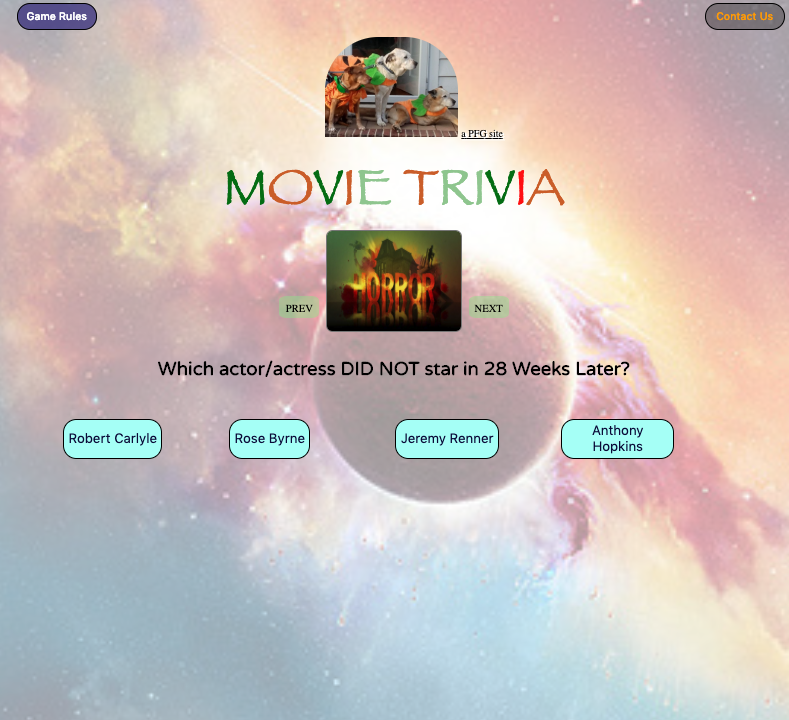 Game Rules
Contact Us
a PFG site
MOVIE TRIVIA
HORROR
PREV
NEXT
Which actor/actress DID NOT star in 28 Weeks Later?
Robert Carlyle
Rose Byrne
Jeremy Renner
Anthony
Hopkins